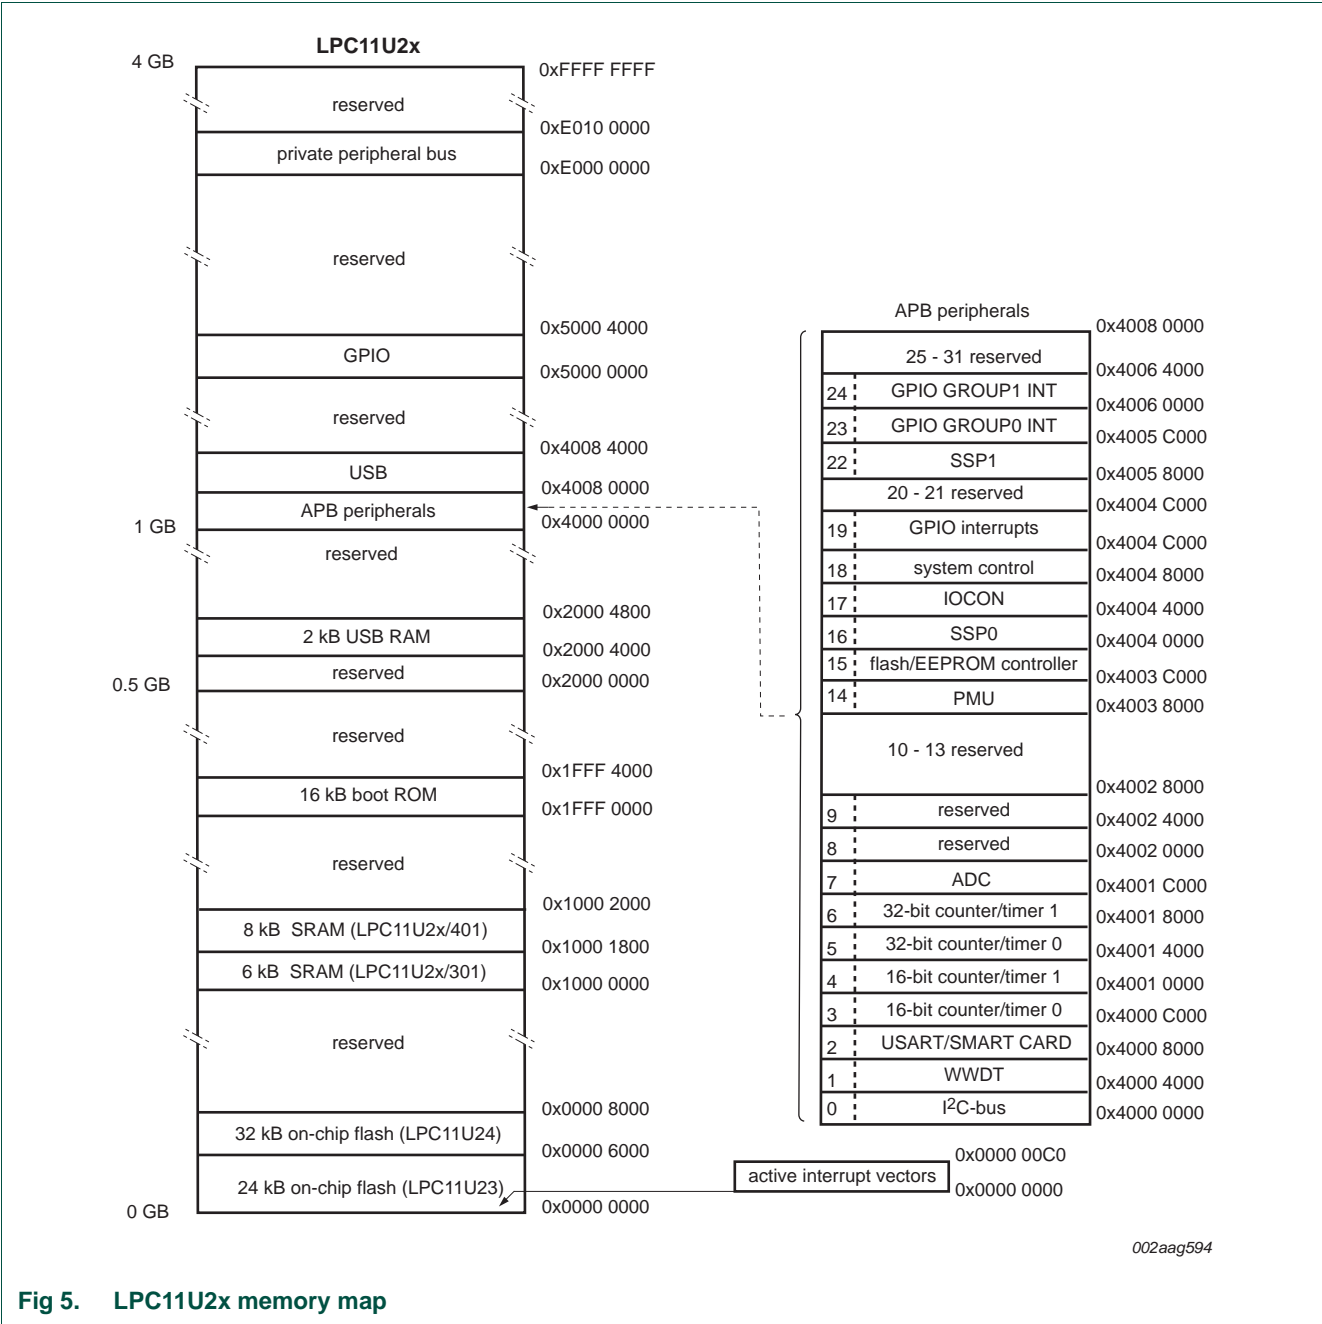 LPC11U2x
4 GB
0xFFFF FFFF
reserved
0xE010 0000
private peripheral bus
0xE000 0000
reserved
0x5000 4000
GPIO
0x5000 0000
reserved
0x4008 4000
USB
0x4008 0000
APB peripherals
1 GB
0x4000 0000
reserved
0x2000 4800
2 kB USB RAM
0x2000 4000
reserved
0.5 GB
0x2000 0000
reserved
0x1FFF 4000
16 kB boot ROM
0x1FFF 0000
reserved
0x1000 2000
8 kB SRAM (LPC11U2x/401)
0x1000 1800
6 kB SRAM (LPC11U2x/301)
0x1000 0000
reserved
0x0000 8000
32 kB on-chip flash (LPC11U24)
0x0000 6000
24 kB on-chip flash (LPC11U23)
0 GB
0x0000 0000
APB peripherals
0x4008 0000
25 - 31 reserved
0x4006 4000
24 GPIO GROUP1 INT
0x4006 0000
23 GPIO GROUP0 INT
0x4005 C000
22 SSP1
0x4005 8000
20 - 21 reserved
0x4004 C000
19 GPIO interrupts
0x4004 C000
18 system control
0x4004 8000
17 IOCON
0x4004 4000
16 SSP0
0x4004 0000
15 flash/EEPROM controller
0x4003 C000
14 PMU
0x4003 8000
10 - 13 reserved
0x4002 8000
9 reserved
0x4002 4000
8 reserved
0x4002 0000
7 ADC
0x4001 C000
6 32-bit counter/timer 1
0x4001 8000
5 32-bit counter/timer 0
0x4001 4000
4 16-bit counter/timer 1
0x4001 0000
3 16-bit counter/timer 0
0x4000 C000
2 USART/SMART CARD
0x4000 8000
1 WWDT
0x4000 4000
0 I2C-bus
0x4000 0000
0x0000 00C0
active interrupt vectors
0x0000 0000
002aag594
Fig 5. LPC11U2x memory map